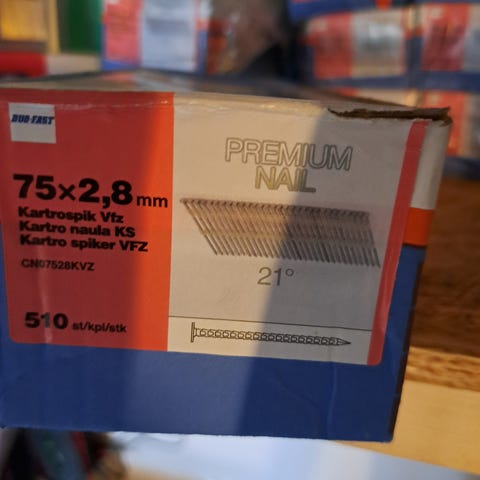 DUO-FAST
PREMIUM
NAIL
75×2,8 mm
Kartrospik Vfz
Kartro naula KS
Kartro spiker VFZ
CN07528KVZ
21°
510 st/kpl/stk